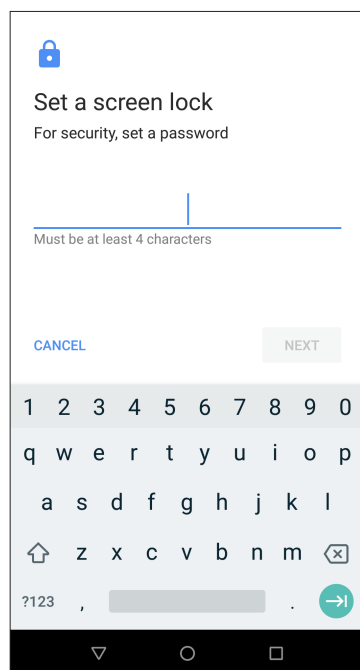 Set a screen lock
For security, set a password
Must be at least 4 characters
CANCEL NEXT
1 2 3 4 5 6 7 8 9 0
q w e r t y u i o p
a s d f g h j k l
z x c v b n m
?123 , .